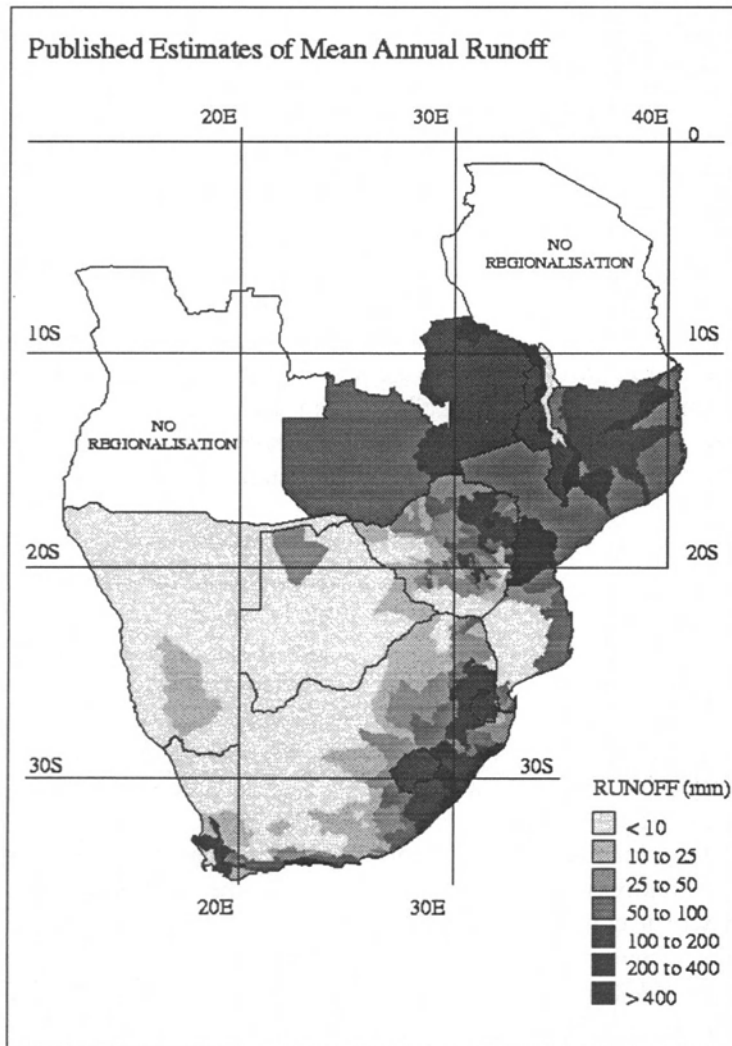 Published Estimates of Mean Annual Runoff
20E 30E 40E
0
NO
REGIONALISATION
10S 10S
NO
REGIONALISATION
20S 20S
30S 30S
RUNOFF (mm)
< 10
10 to 25
25 to 50
50 to 100
100 to 200
200 to 400
> 400
20E 30E